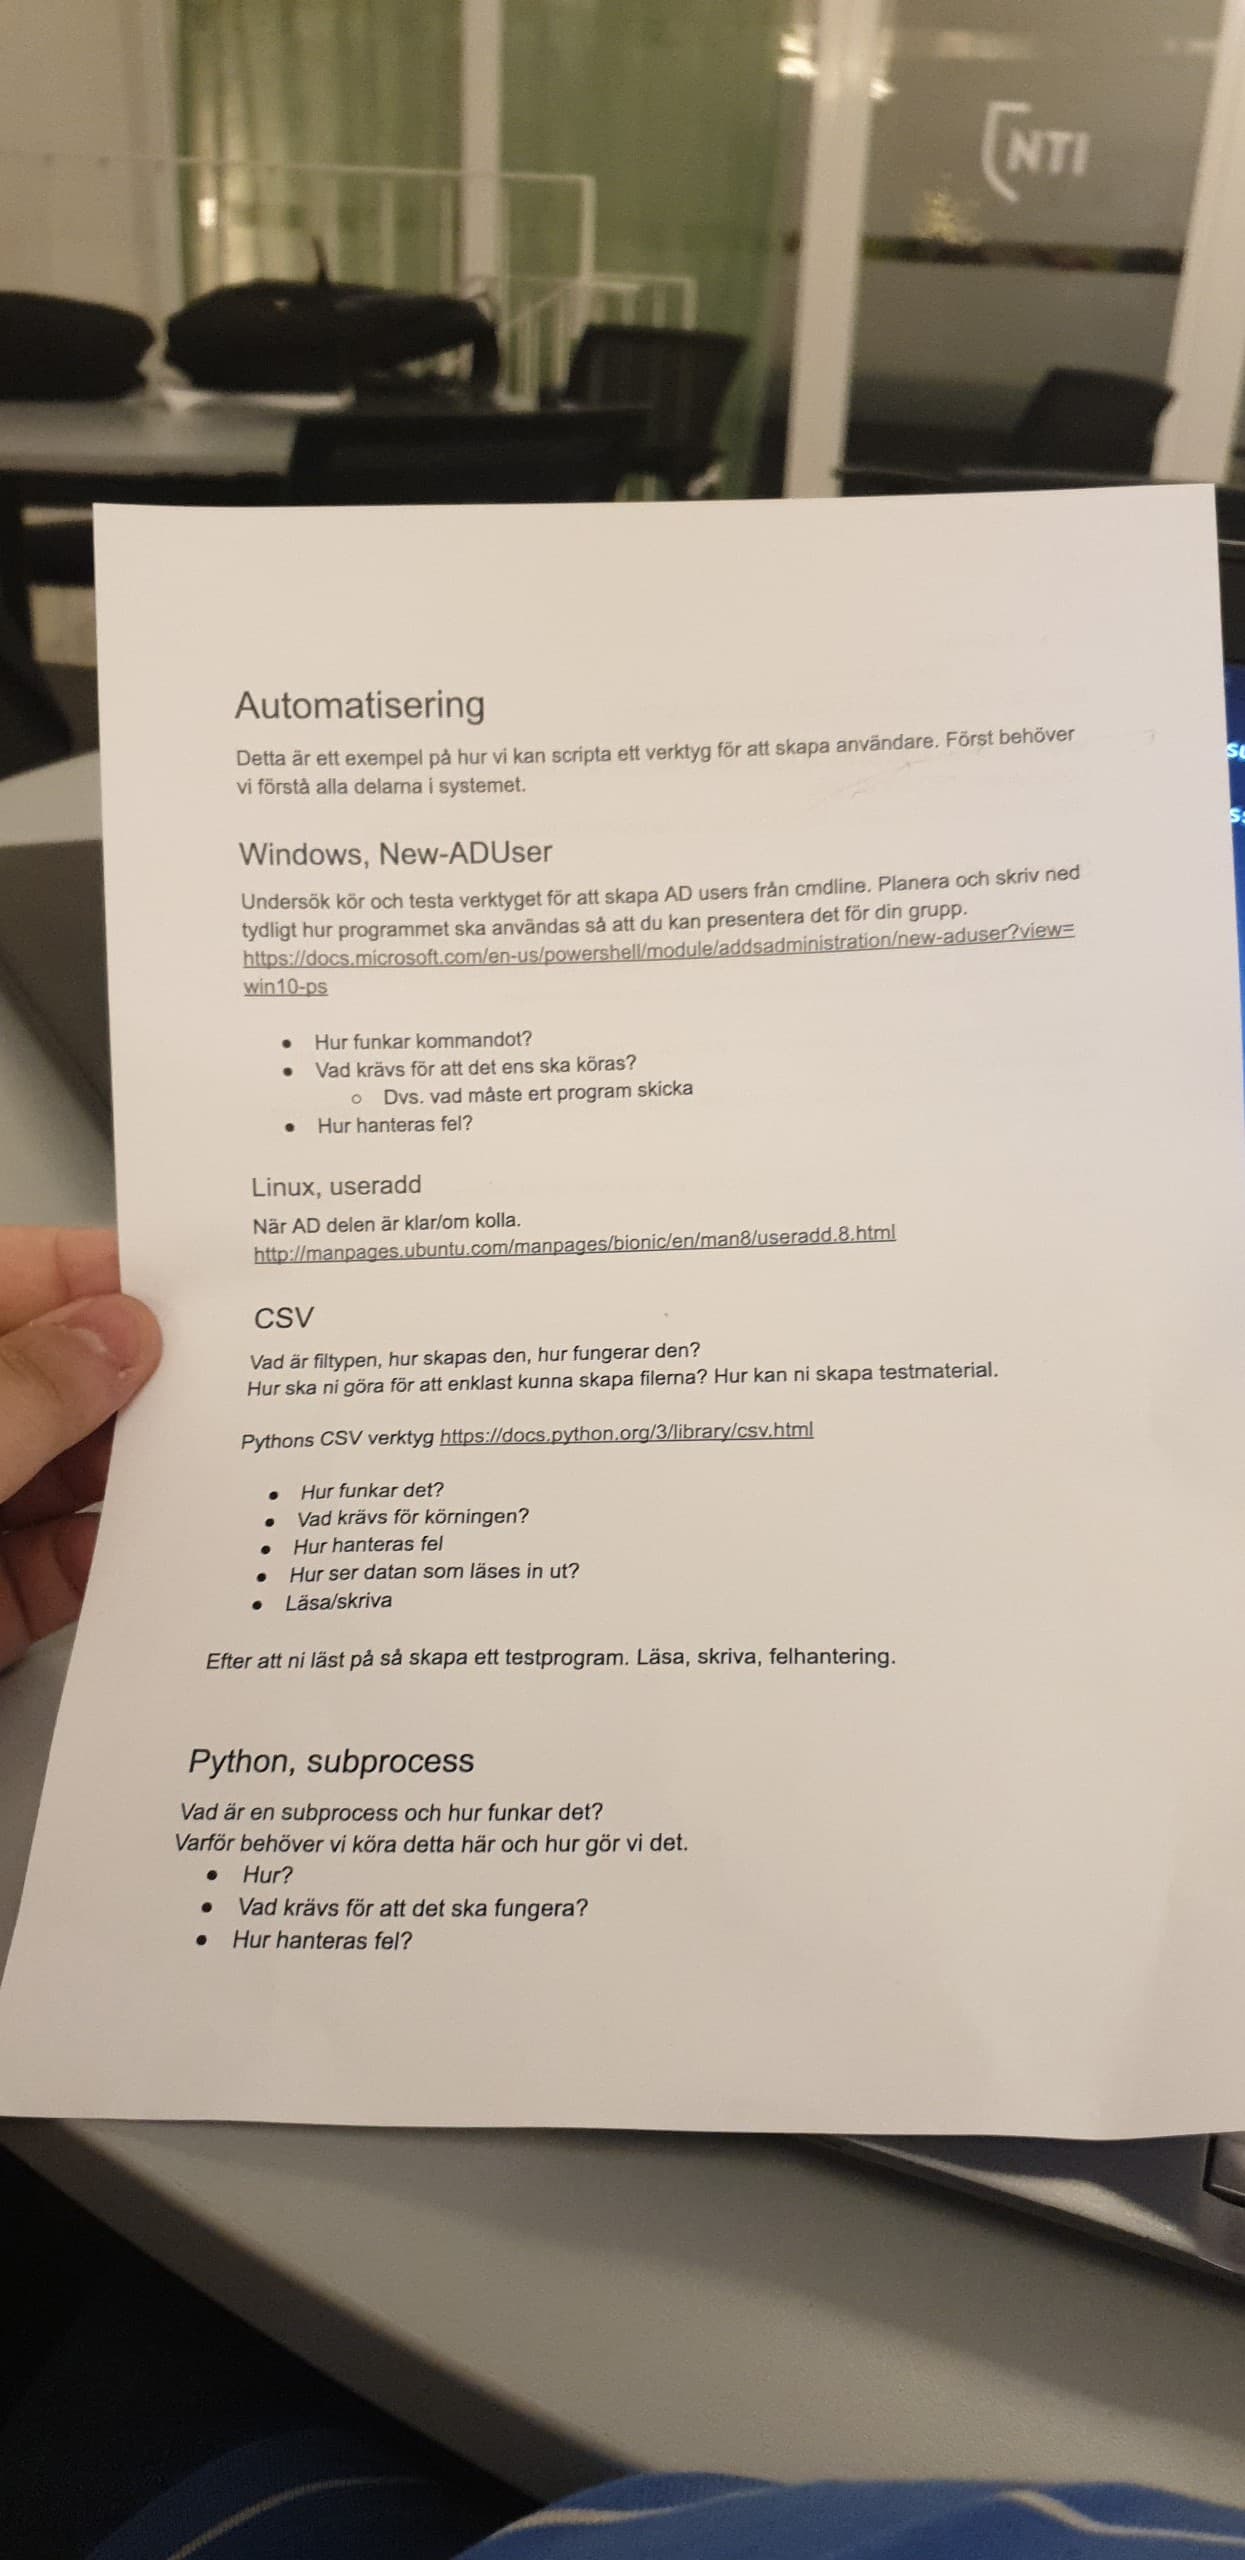 NTI
Automatisering
Detta är ett exempel på hur vi kan scripta ett verktyg för att skapa användare. Först behöver
vi förstå alla delarna i systemet.
Windows, New-ADUser
Undersök kör och testa verktyget för att skapa AD users från cmdline. Planera och skriv ned
tydligt hur programmet ska användas så att du kan presentera det för din grupp.
https://docs.microsoft.com/en-us/powershell/module/addsadministration/new-aduser?view=
win10-ps
● Hur funkar kommandot?
● Vad krävs för att det ens ska köras?
○ Dvs. vad måste ert program skicka
● Hur hanteras fel?
Linux, useradd
När AD delen är klar/om kolla.
http://manpages.ubuntu.com/manpages/bionic/en/man8/useradd.8.html
CSV
Vad är filtypen, hur skapas den, hur fungerar den?
Hur ska ni göra för att enklast kunna skapa filerna? Hur kan ni skapa testmaterial.
Pythons CSV verktyg https://docs.python.org/3/library/csv.html
● Hur funkar det?
● Vad krävs för körningen?
● Hur hanteras fel
● Hur ser datan som läses in ut?
● Läsa/skriva
Efter att ni läst på så skapa ett testprogram. Läsa, skriva, felhantering.
Python, subprocess
Vad är en subprocess och hur funkar det?
Varför behöver vi köra detta här och hur gör vi det.
● Hur?
● Vad krävs för att det ska fungera?
● Hur hanteras fel?